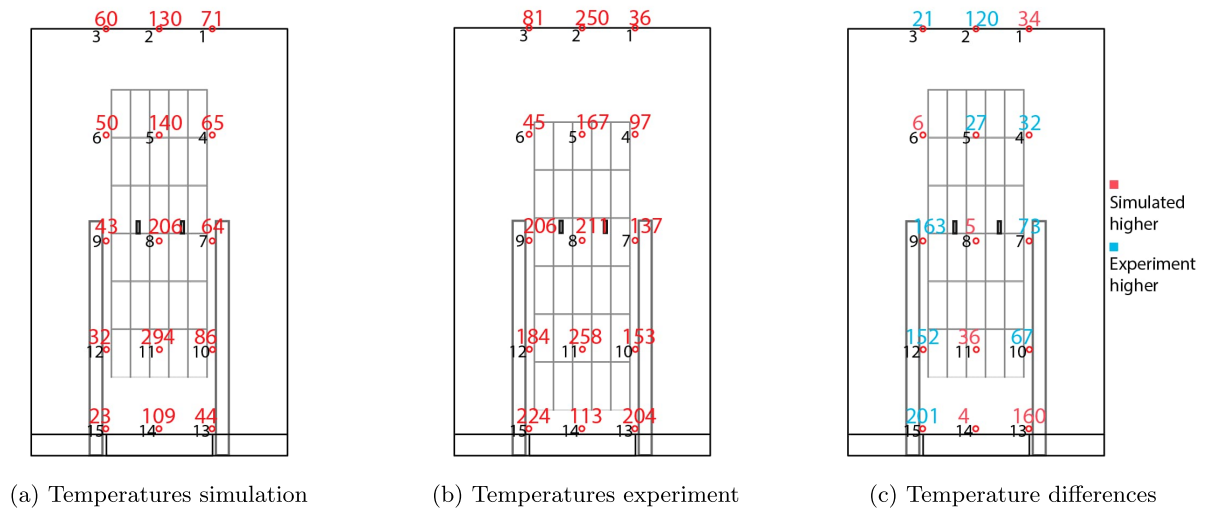 60 130 71
3 2 1
50 140 65
6 5 4
43 206 64
9 8 7
32 294 86
12 11 10
23 109 44
15 14 13
(a) Temperatures simulation
81 250 36
3 2 1
45 167 97
6 5 4
206 211 137
9 8 7
184 258 153
12 11 10
224 113 204
15 14 13
(b) Temperatures experiment
21 120 34
3 2 1
6 27 32
6 5 4
163 5 73
9 8 7
152 36 67
12 11 10
201 4 160
15 14 13
Simulated
higher
Experiment
higher
(c) Temperature differences